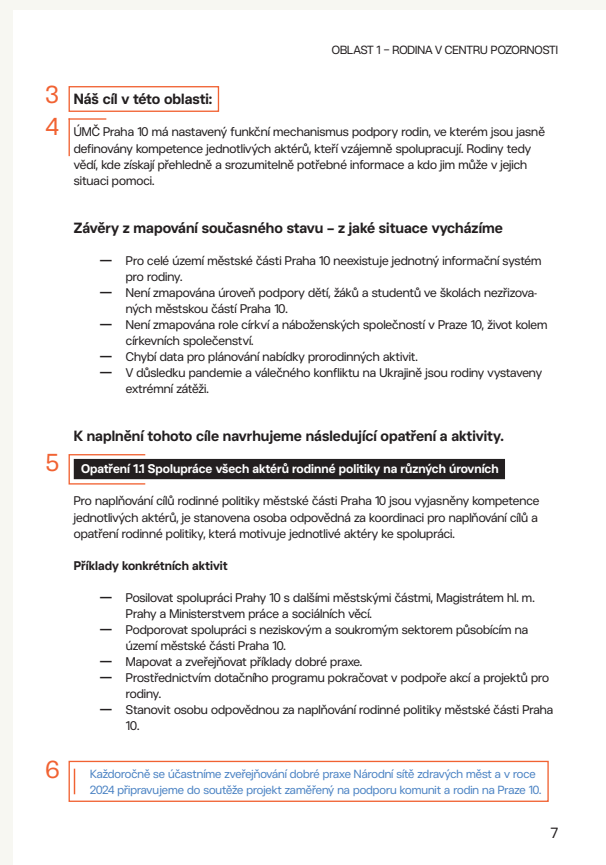 OBLAST 1 – RODINA V CENTRU POZORNOSTI
3
Náš cíl v této oblasti:
4
ÚMČ Praha 10 má nastavený funkční mechanismus podpory rodin, ve kterém jsou jasně
definovány kompetence jednotlivých aktérů, kteří vzájemně spolupracují. Rodiny tedy
vědí, kde získají přehledně a srozumitelně potřebné informace a kdo jim může v jejich
situaci pomoci.
Závěry z mapování současného stavu – z jaké situace vycházíme
— Pro celé území městské části Praha 10 neexistuje jednotný informační systém
pro rodiny.
— Není zmapována úroveň podpory dětí, žáků a studentů ve školách nezřizova-
ných městskou částí Praha 10.
— Není zmapována role církví a náboženských společností v Praze 10, život kolem
církevních společenství.
— Chybí data pro plánování nabídky prorodinných aktivit.
— V důsledku pandemie a válečného konfliktu na Ukrajině jsou rodiny vystaveny
extrémní zátěži.
K naplnění tohoto cíle navrhujeme následující opatření a aktivity.
5
Opatření 1.1 Spolupráce všech aktérů rodinné politiky na různých úrovních
Pro naplňování cílů rodinné politiky městské části Praha 10 jsou vyjasněny kompetence
jednotlivých aktérů, je stanovena osoba odpovědná za koordinaci pro naplňování cílů a
opatření rodinné politiky, která motivuje jednotlivé aktéry ke spolupráci.
Příklady konkrétních aktivit
— Posilovat spolupráci Prahy 10 s dalšími městskými částmi, Magistrátem hl. m.
Prahy a Ministerstvem práce a sociálních věcí.
— Podporovat spolupráci s neziskovým a soukromým sektorem působícím na
území městské části Praha 10.
— Mapovat a zveřejňovat příklady dobré praxe.
— Prostřednictvím dotačního programu pokračovat v podpoře akcí a projektů pro
rodiny.
— Stanovit osobu odpovědnou za naplňování rodinné politiky městské části Praha
10.
6
Každoročně se účastníme zveřejňování dobré praxe Národní sítě zdravých měst a v roce
2024 připravujeme do soutěže projekt zaměřený na podporu komunit a rodin na Praze 10.
7